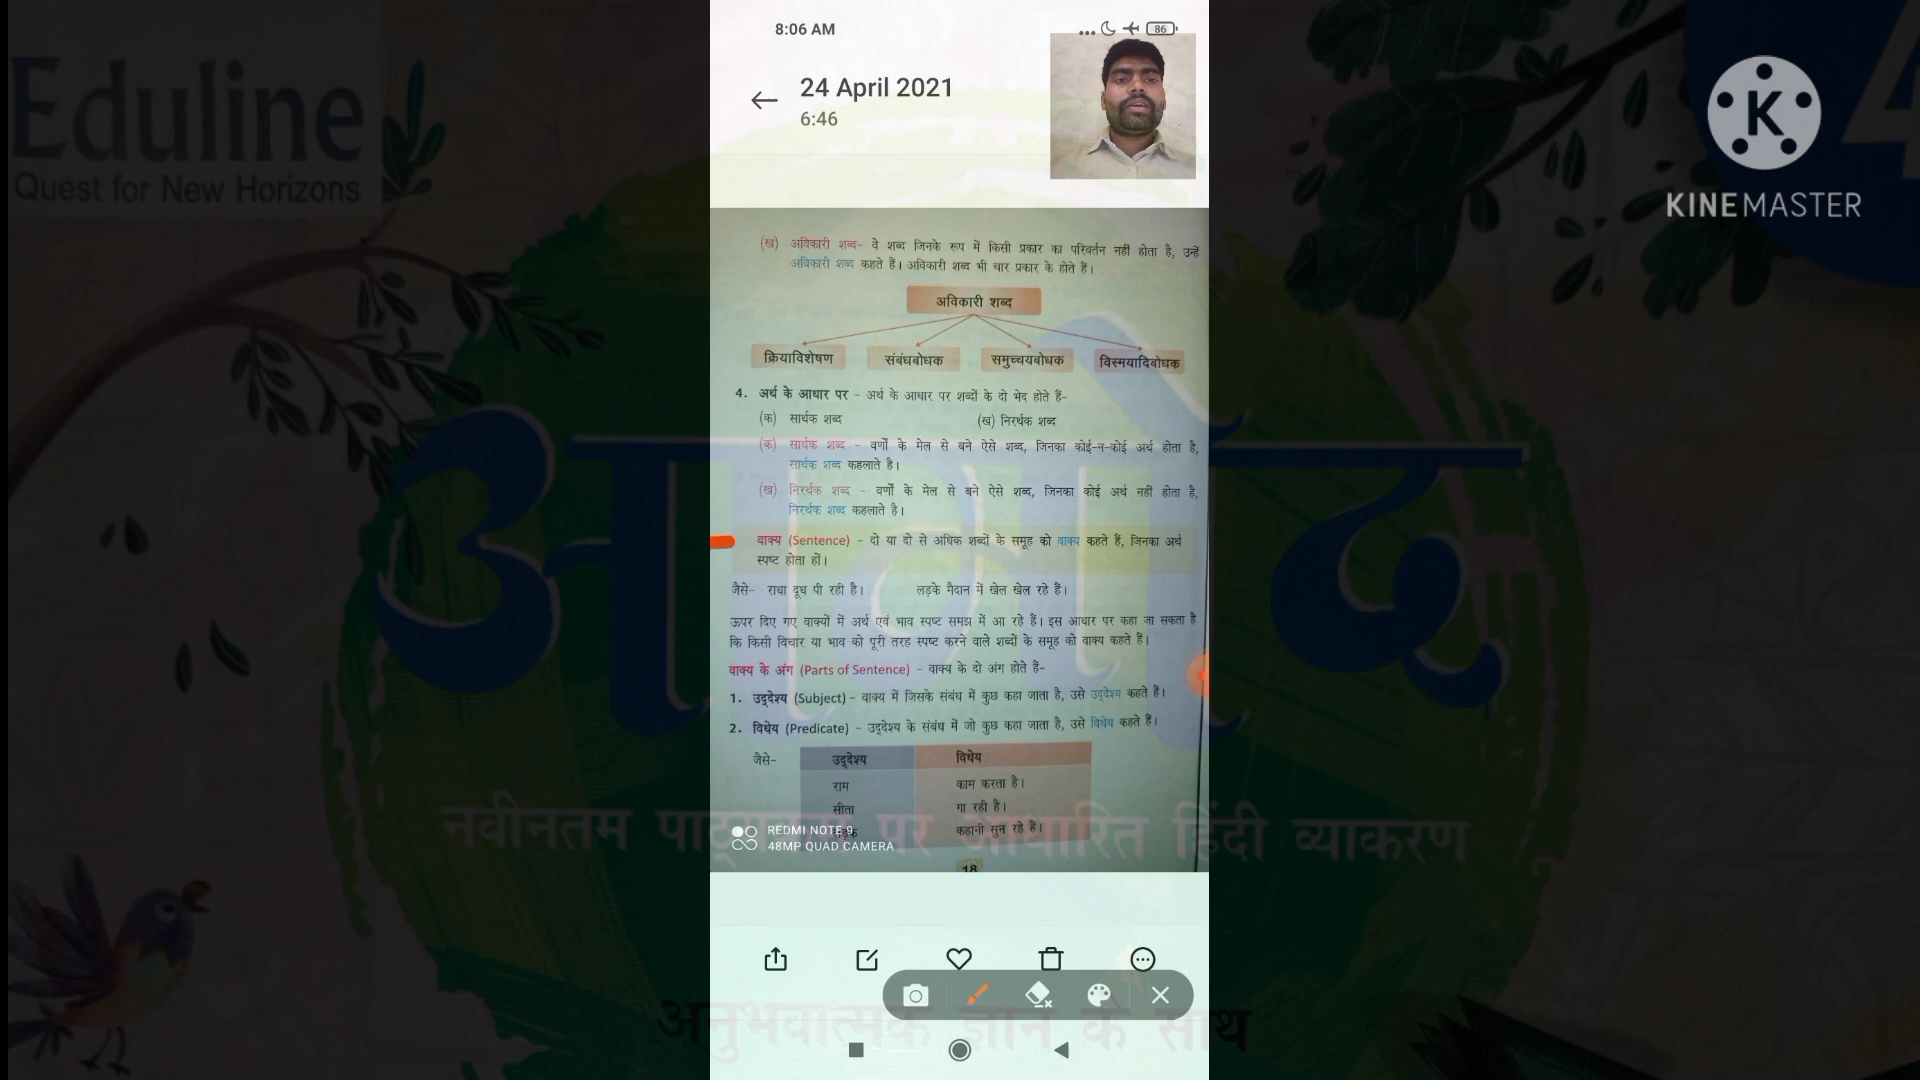 Eduline
Quest for New Horizons
8:06 AM
86
24 April 2021
6:46
K
KINEMASTER
4
(ख) अविकारी शब्द- वे शब्द जिनके रूप में किसी प्रकार का परिवर्तन नहीं होता है, उन्हें
अविकारी शब्द कहते हैं। अविकारी शब्द भी चार प्रकार के होते हैं।
अविकारी शब्द
क्रियाविशेषण संबंधबोधक समुच्चयबोधक विस्मयादिबोधक
4. अर्थ के आधार पर - अर्थ के आधार पर शब्दों के दो भेद होते हैं-
(क) सार्थक शब्द (ख) निरर्थक शब्द
(क) सार्थक शब्द - वर्णों के मेल से बने ऐसे शब्द, जिनका कोई-न-कोई अर्थ होता है,
सार्थक शब्द कहलाते है।
(ख) निरर्थक शब्द - वर्णों के मेल से बने ऐसे शब्द, जिनका कोई अर्थ नहीं होता है,
निरर्थक शब्द कहलाते है।
वाक्य (Sentence) - दो या दो से अधिक शब्दों के समूह को वाक्य कहते हैं, जिनका अर्थ
स्पष्ट होता हों।
जैसे- राधा दूध पी रही है। लड़के मैदान में खेल खेल रहे हैं।
ऊपर दिए गए वाक्यों में अर्थ एवं भाव स्पष्ट समझ में आ रहे हैं। इस आधार पर कहा जा सकता है
कि किसी विचार या भाव को पूरी तरह स्पष्ट करने वाले शब्दों के समूह को वाक्य कहते हैं।
वाक्य के अंग (Parts of Sentence) - वाक्य के दो अंग होते हैं-
1. उद्देश्य (Subject) - वाक्य में जिसके संबंध में कुछ कहा जाता है, उसे उद्देश्य कहते हैं।
2. विधेय (Predicate) - उद्देश्य के संबंध में जो कुछ कहा जाता है, उसे विधेय कहते हैं।
जैसे- उद्देश्य विधेय
राम काम करता है।
सीता गा रही है।
कहानी सुन रहे हैं।
REDMI NOTE 9
48MP QUAD CAMERA
18
नवीनतम पाठ्यक्रम पर आधारित हिंदी व्याकरण
अनुभवात्मक ज्ञान के साथ